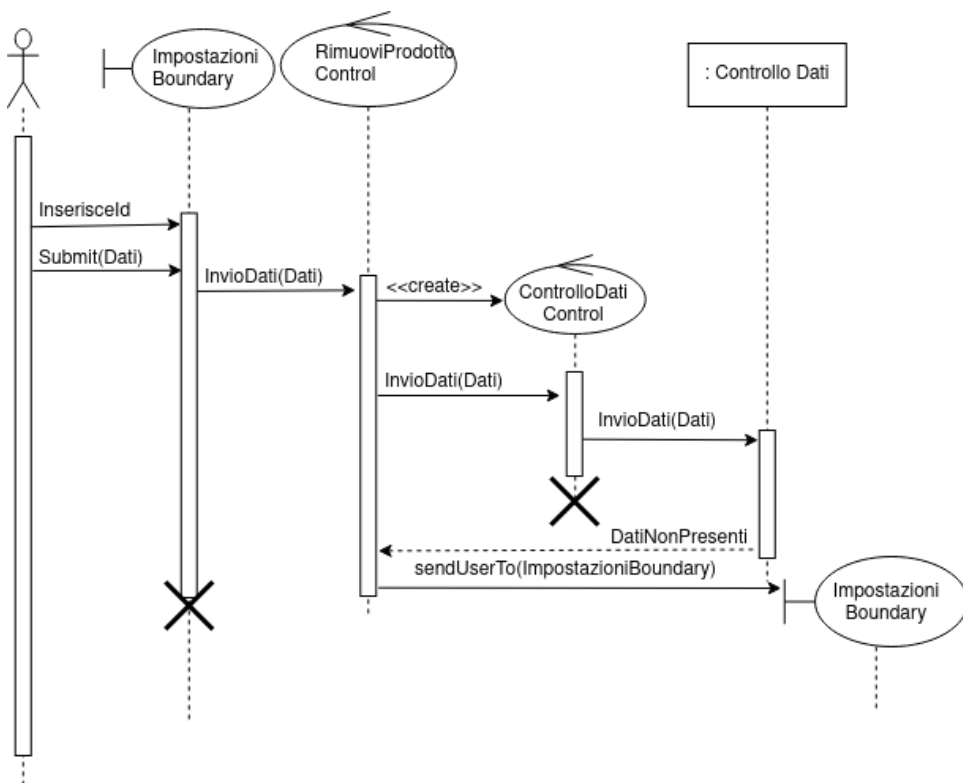 Impostazioni
Boundary
RimuoviProdotto
Control
: Controllo Dati
InserisceId
Submit(Dati)
InvioDati(Dati)
<<create>>
ControlloDati
Control
InvioDati(Dati)
InvioDati(Dati)
DatiNonPresenti
sendUserTo(ImpostazioniBoundary)
Impostazioni
Boundary